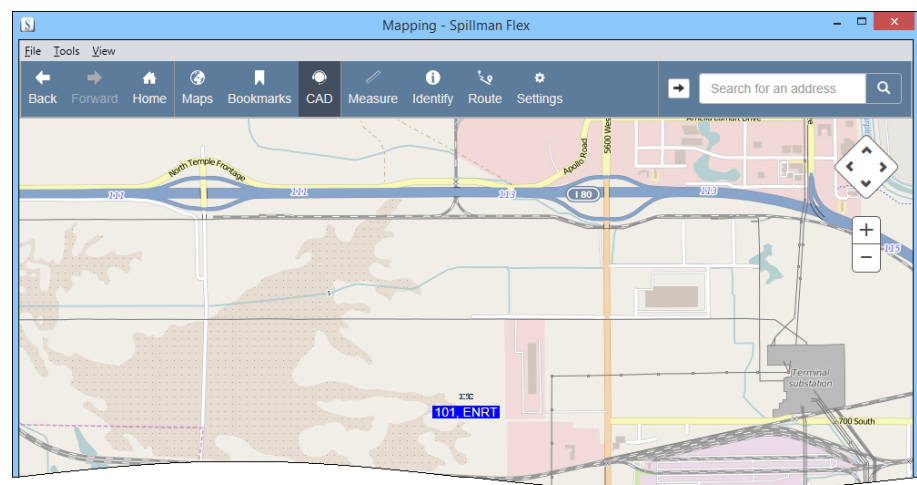 S
Mapping - Spillman Flex
File Tools View
Back Forward Home Maps Bookmarks CAD Measure Identify Route Settings
Search for an address
Amelia Earhart Drive
5600 Wes
Apollo Road
North Temple Frontage
111
111
113
I 80
113
115
+
−
Terminal
substation
101, ENRT
700 South